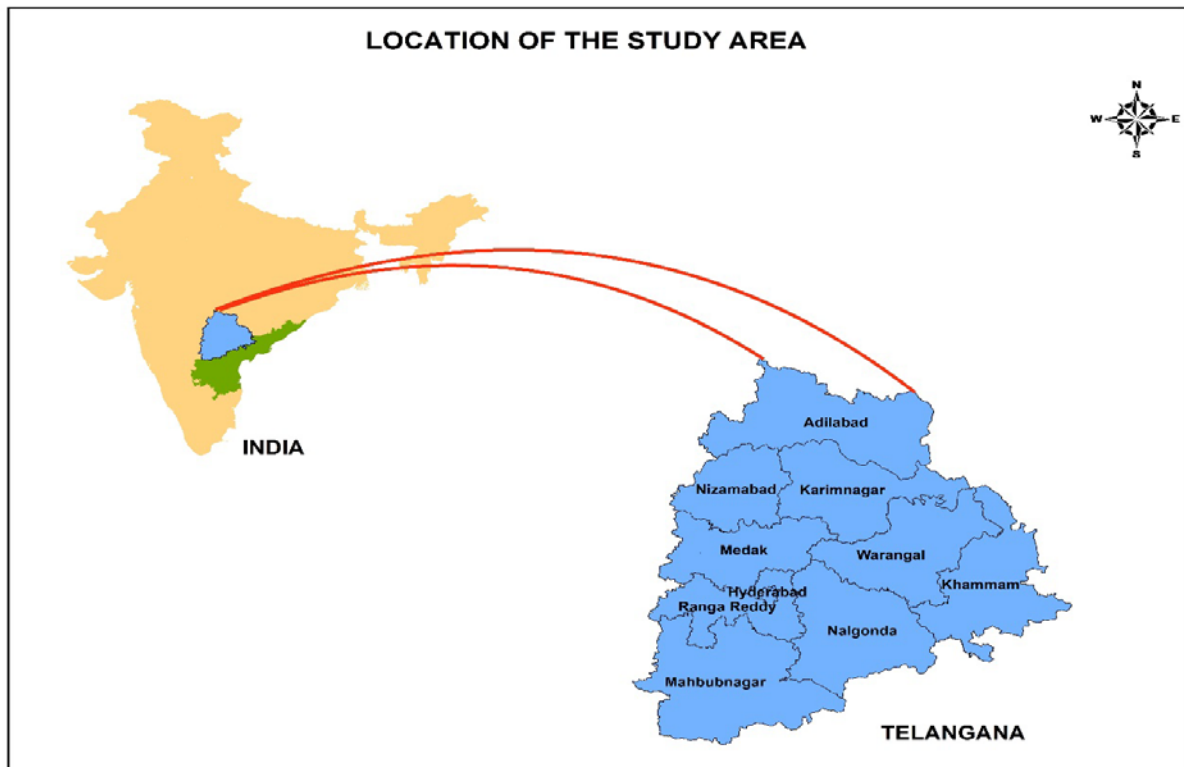 LOCATION OF THE STUDY AREA
N
W E
S
INDIA
Adilabad
Nizamabad
Karimnagar
Medak
Warangal
Khammam
Hyderabad
Ranga Reddy
Nalgonda
Mahbubnagar
TELANGANA